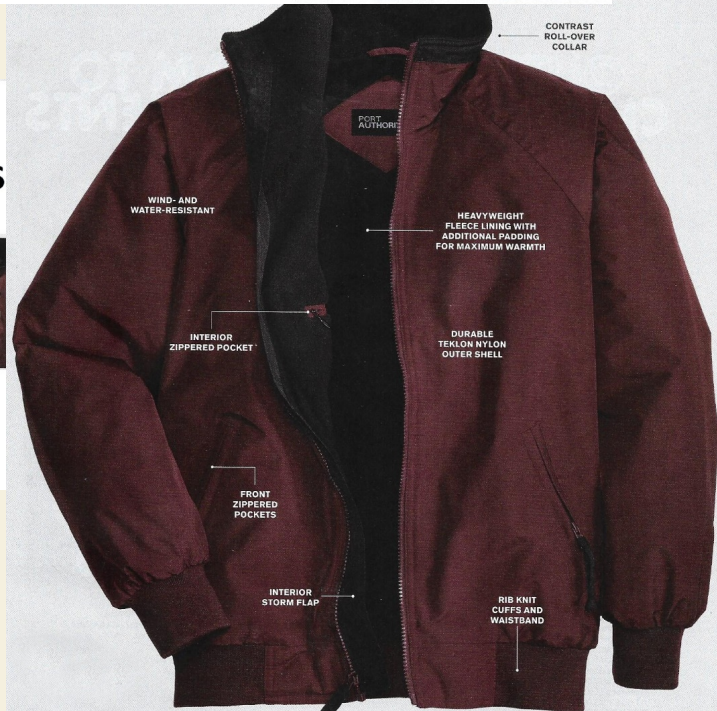 CONTRAST
ROLL-OVER
COLLAR
PORT
AUTHORI
WIND- AND
WATER-RESISTANT
HEAVYWEIGHT
FLEECE LINING WITH
ADDITIONAL PADDING
FOR MAXIMUM WARMTH
INTERIOR
ZIPPERED POCKET
DURABLE
TEKLON NYLON
OUTER SHELL
FRONT
ZIPPERED
POCKETS
INTERIOR
STORM FLAP
RIB KNIT
CUFFS AND
WAISTBAND
S